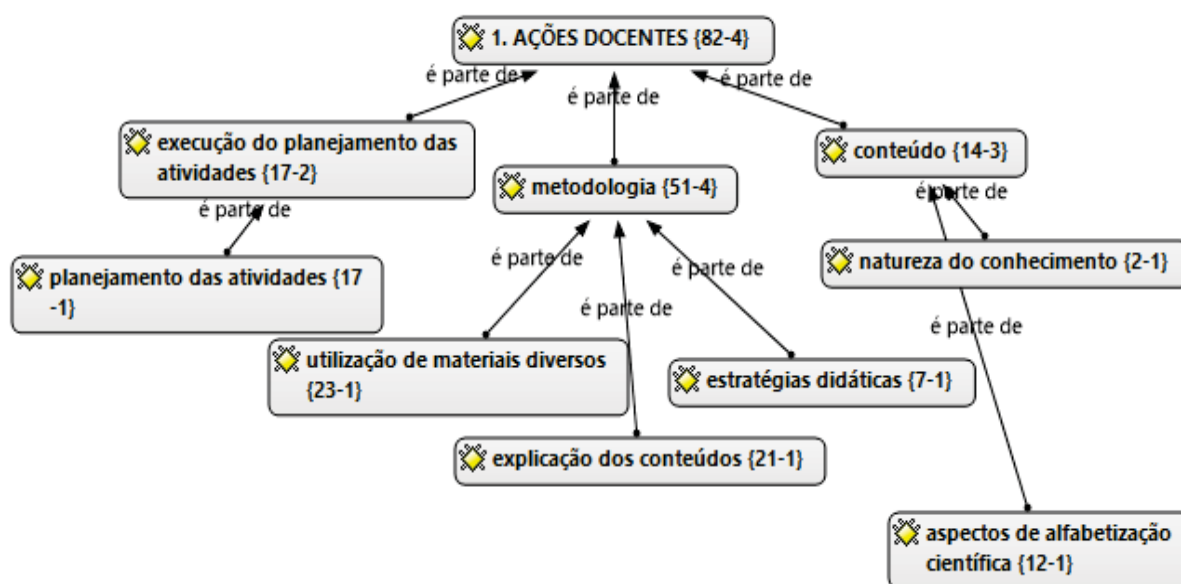 1. AÇÕES DOCENTES {82-4}
é parte de
é parte de
é parte de
execução do planejamento das
atividades {17-2}
metodologia {51-4}
conteúdo {14-3}
é parte de
é parte de
planejamento das atividades {17
-1}
é parte de
é parte de
é parte de
natureza do conhecimento {2-1}
é parte de
utilização de materiais diversos
{23-1}
estratégias didáticas {7-1}
explicação dos conteúdos {21-1}
aspectos de alfabetização
científica {12-1}